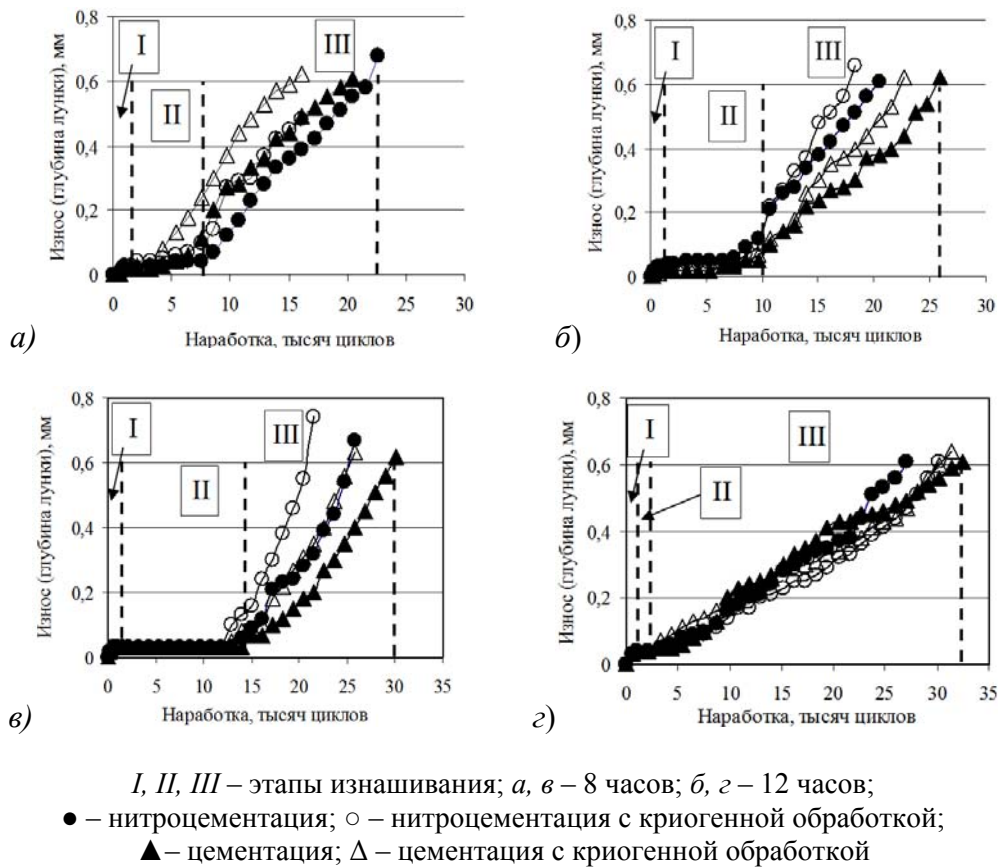 Износ (глубина лунки), мм
0,8
0,6
0,4
0,2
0
I
II
III
0 5 10 15 20 25 30
Наработка, тысяч циклов
а)
Износ (глубина лунки), мм
0,8
0,6
0,4
0,2
0
I
II
III
0 5 10 15 20 25 30
Наработка, тысяч циклов
б)
Износ (глубина лунки), мм
0,8
0,6
0,4
0,2
0
I
II
III
0 5 10 15 20 25 30 35
Наработка, тысяч циклов
в)
Износ (глубина лунки), мм
0,8
0,6
0,4
0,2
0
I
II
III
0 5 10 15 20 25 30 35
Наработка, тысяч циклов
г)
I, II, III – этапы изнашивания; а, в – 8 часов; б, г – 12 часов;
● – нитроцементация; ○ – нитроцементация с криогенной обработкой;
▲– цементация; Δ – цементация с криогенной обработкой